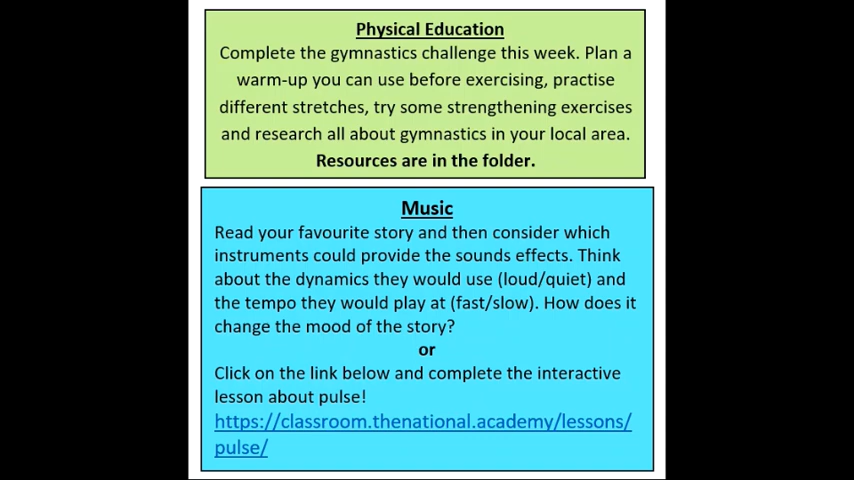 Physical Education
Complete the gymnastics challenge this week. Plan a
warm-up you can use before exercising, practise
different stretches, try some strengthening exercises
and research all about gymnastics in your local area.
Resources are in the folder.
Music
Read your favourite story and then consider which
instruments could provide the sounds effects. Think
about the dynamics they would use (loud/quiet) and
the tempo they would play at (fast/slow). How does it
change the mood of the story?
or
Click on the link below and complete the interactive
lesson about pulse!
https://classroom.thenational.academy/lessons/
pulse/